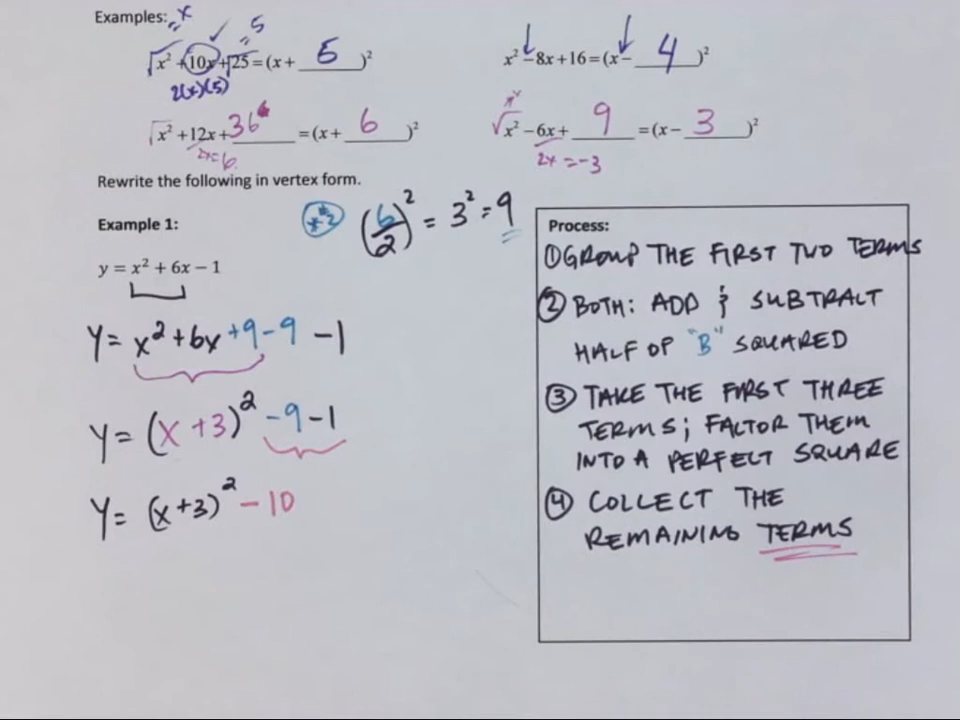 Examples: = x = 5
√x² + 10x + √25 = (x + 5)²
2(x)(5)
x² − 8x + 16 = (x − 4)²
√x² + 12x + 36 = (x + 6)²
2x = 6
x
√x² − 6x + 9 = (x − 3)²
2x = −3
Rewrite the following in vertex form.
Example 1:
y = x² + 6x − 1
(6/2)² = 3² = 9
Y = x² + 6x + 9 − 9 − 1
Y = (x + 3)² − 9 − 1
Y = (x + 3)² − 10
Process:
① GROUP THE FIRST TWO TERMS
② BOTH: ADD & SUBTRACT
HALF OF "B" SQUARED
③ TAKE THE FIRST THREE
TERMS; FACTOR THEM
INTO A PERFECT SQUARE
④ COLLECT THE
REMAINING TERMS